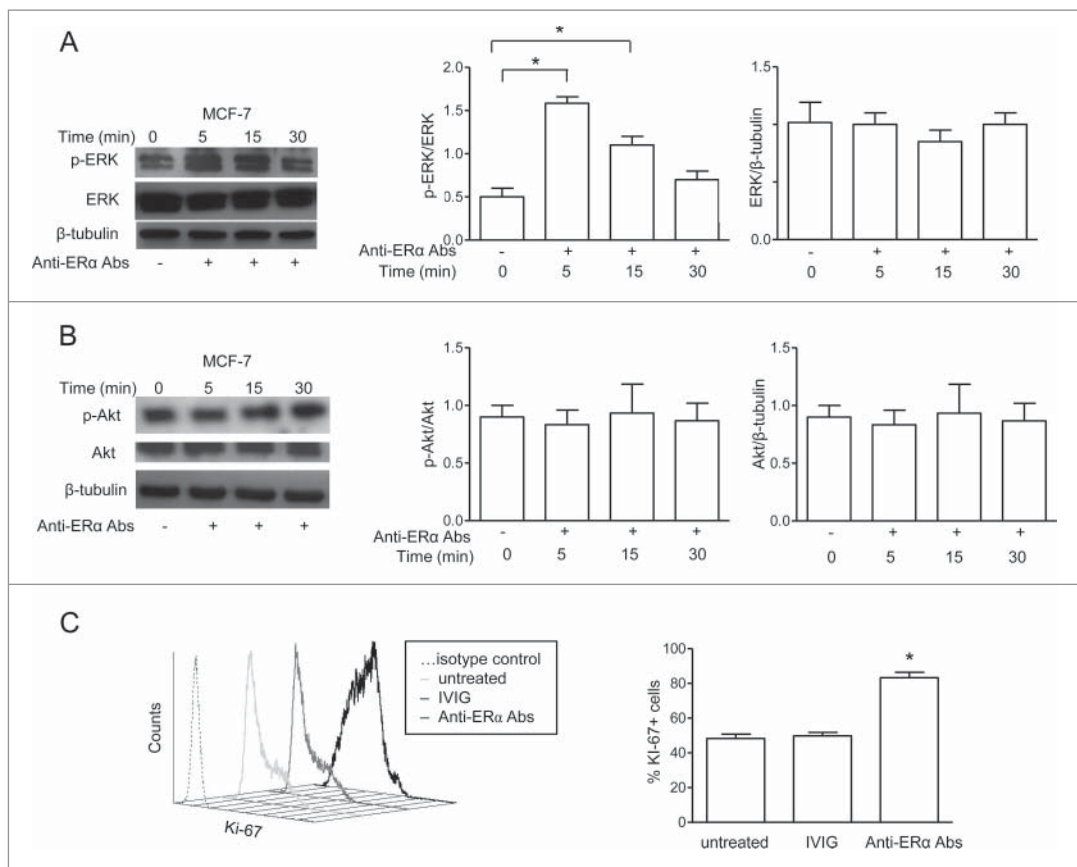 A
MCF-7
Time (min) 0 5 15 30
p-ERK
ERK
β-tubulin
Anti-ERα Abs - + + +
* *
p-ERK/ERK
2.0
1.5
1.0
0.5
0.0
Anti-ERα Abs - + + +
Time (min) 0 5 15 30
ERK/β-tubulin
1.5
1.0
0.0
- + + +
0 5 15 30
B
MCF-7
Time (min) 0 5 15 30
p-Akt
Akt
β-tubulin
Anti-ERα Abs - + + +
p-Akt/Akt
1.5
1.0
0.5
0.0
Anti-ERα Abs - + + +
Time (min) 0 5 15 30
Akt/β-tubulin
1.5
1.0
0.5
0.0
- + + +
0 5 15 30
C
Counts
Ki-67
...isotype control
untreated
IVIG
Anti-ERα Abs
% KI-67+ cells
100
80
60
40
20
0
*
untreated IVIG Anti-ERα Abs